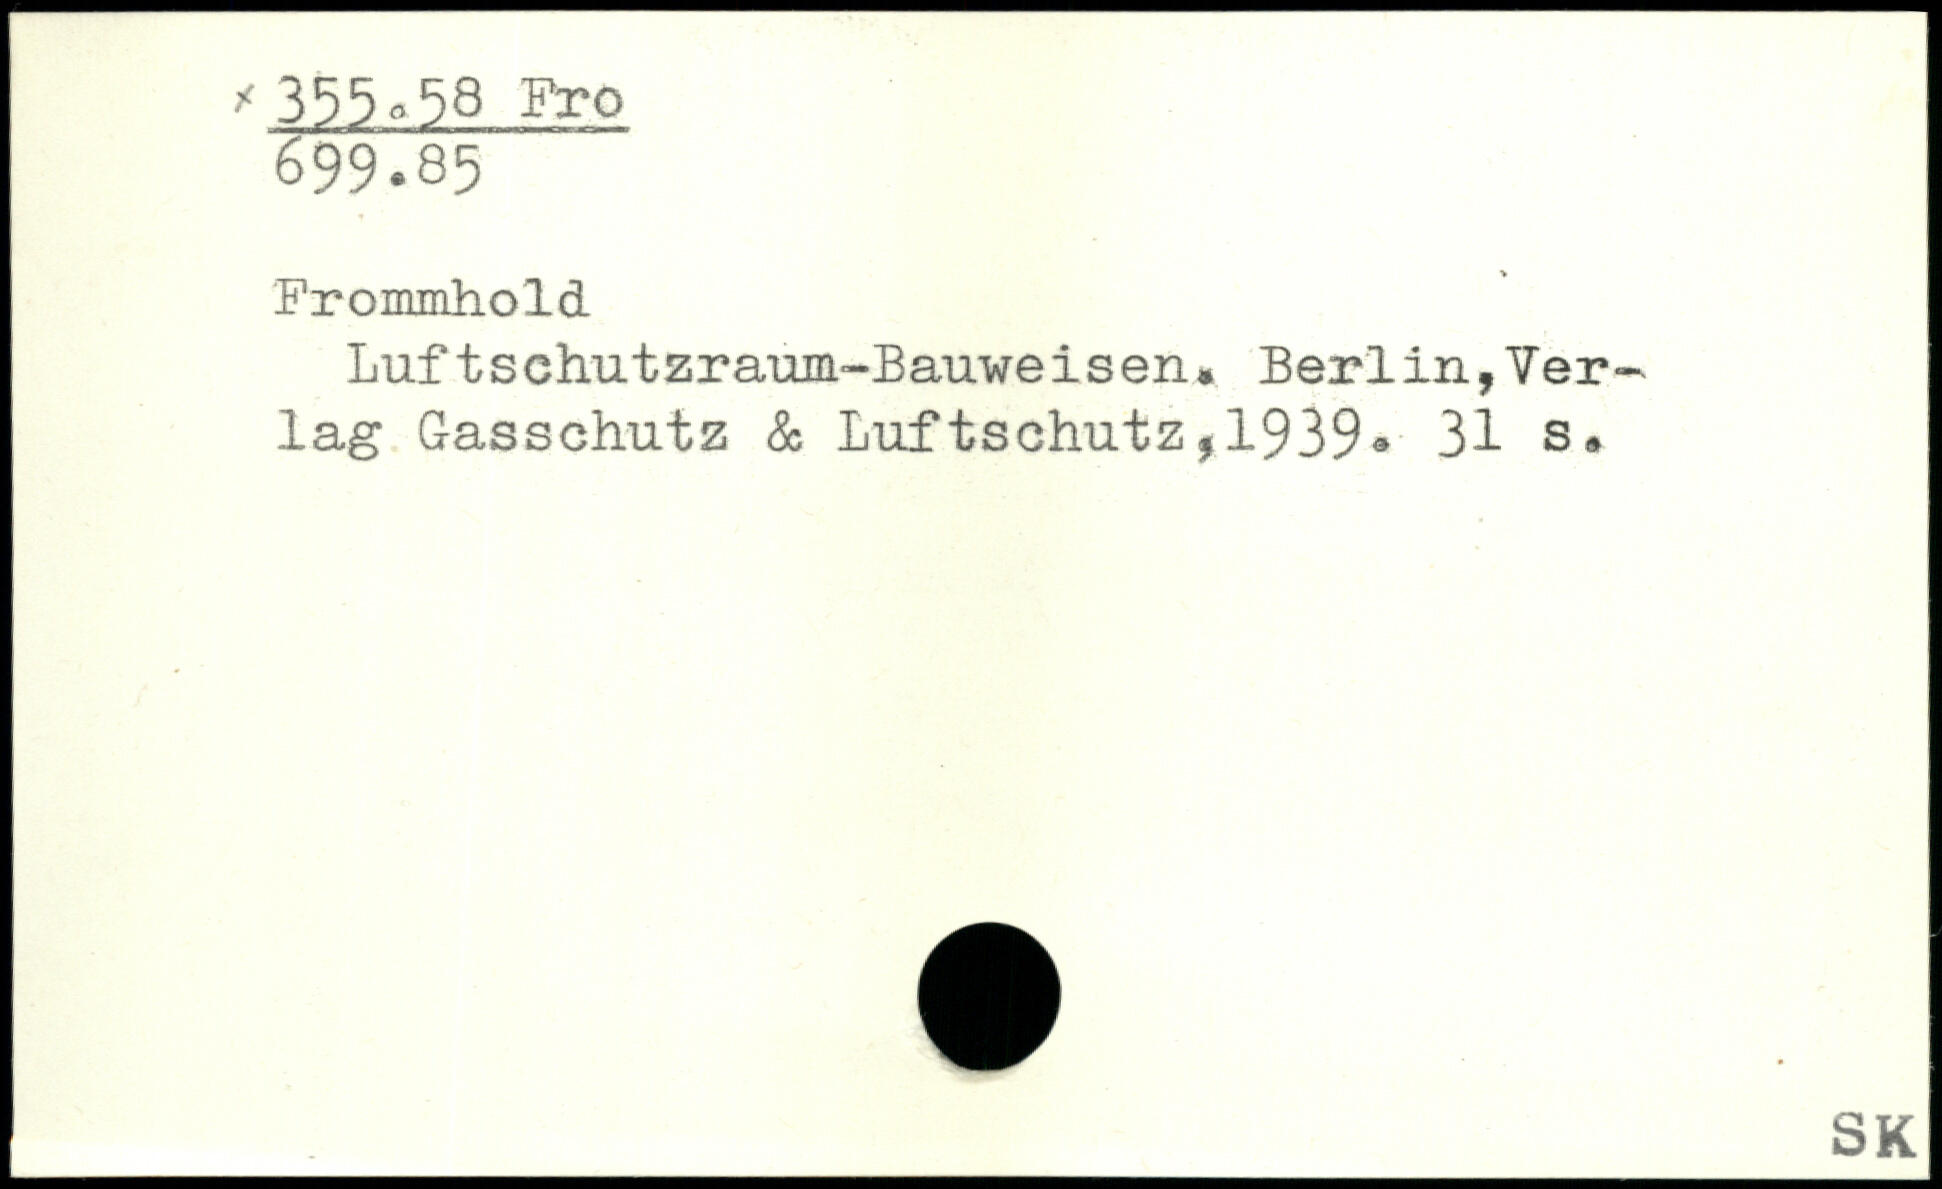 x 355.58 Fro
699.85
Frommhold
Luftschutzraum-Bauweisen. Berlin,Ver-
lag Gasschutz & Luftschutz,1939. 31 s.
SK